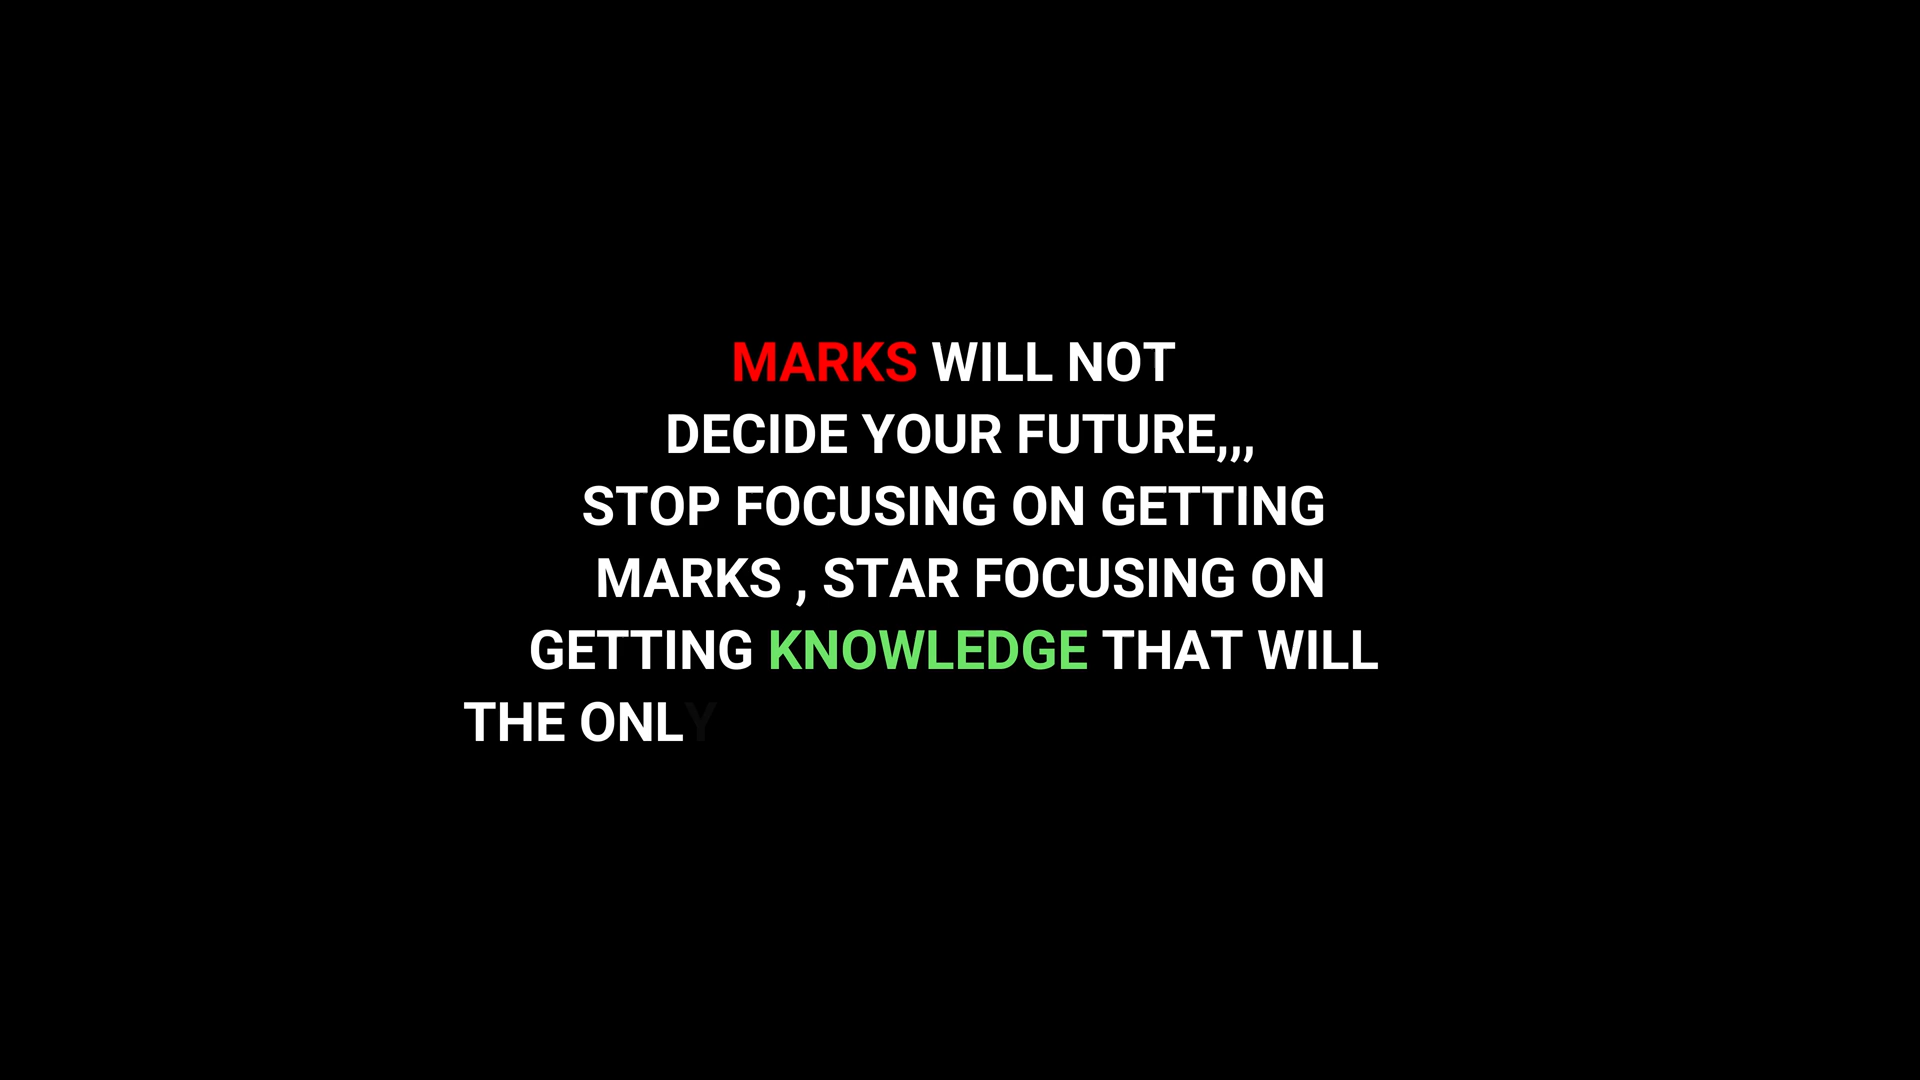 MARKS WILL NOT
DECIDE YOUR FUTURE,,,
STOP FOCUSING ON GETTING
MARKS , STAR FOCUSING ON
GETTING KNOWLEDGE THAT WILL
THE ONLY